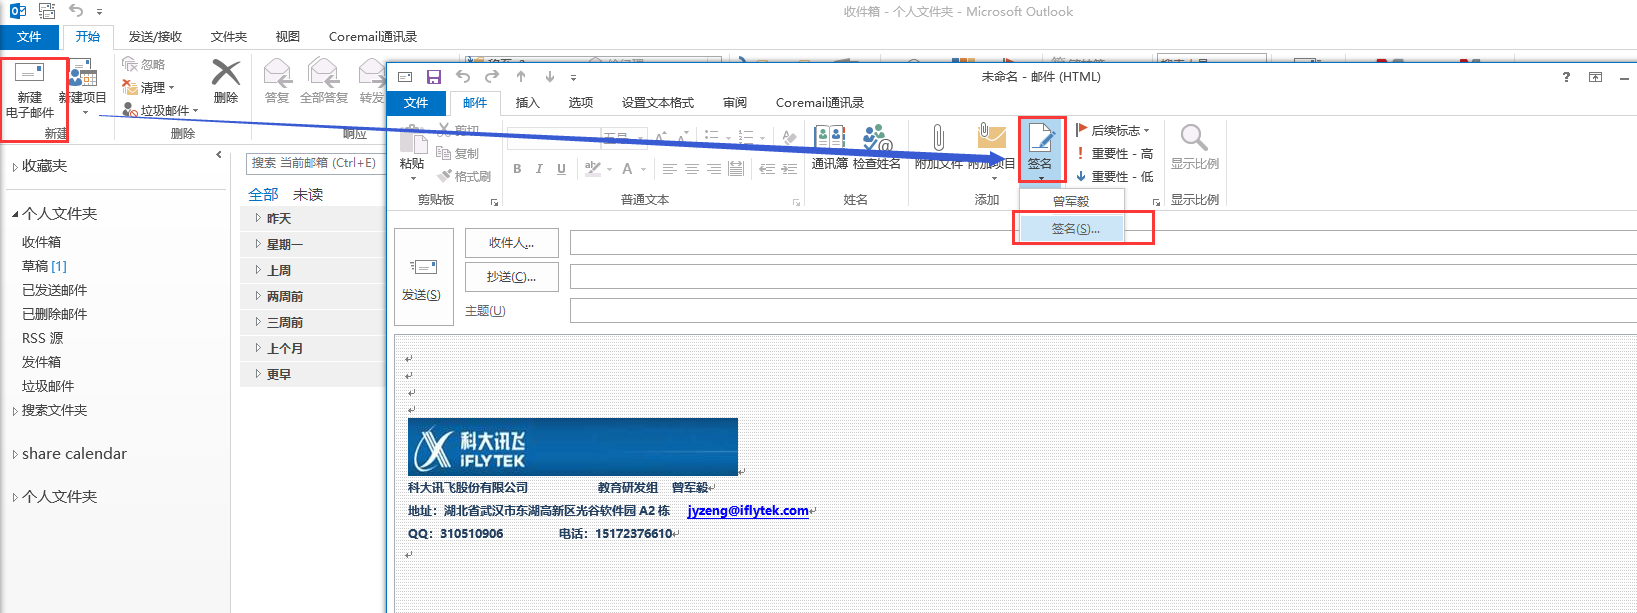 收件箱 - 个人文件夹 - Microsoft Outlook
文件 开始 发送/接收 文件夹 视图 Coremail通讯录
新建
电子邮件
新建项目
新建
忽略
清理
垃圾邮件
删除
删除
答复 全部答复 转发
响应
收藏夹
个人文件夹
收件箱
草稿 [1]
已发送邮件
已删除邮件
RSS 源
发件箱
垃圾邮件
搜索文件夹
share calendar
个人文件夹
搜索 当前邮箱 (Ctrl+E)
全部 未读
昨天
星期一
上周
两周前
三周前
上个月
更早
未命名 - 邮件 (HTML)
?
文件 邮件 插入 选项 设置文本格式 审阅 Coremail通讯录
粘贴
剪切
复制
格式刷
剪贴板
五号
B I U A
普通文本
通讯簿 检查姓名
姓名
附加文件 附加项目 签名
添加
后续标志
重要性 - 高
重要性 - 低
显示比例
显示比例
曾军毅
签名(S)...
发送(S)
收件人...
抄送(C)...
主题(U)
科大讯飞
iFLYTEK
科大讯飞股份有限公司 教育研发组 曾军毅
地址：湖北省武汉市东湖高新区光谷软件园 A2 栋 jyzeng@iflytek.com
QQ：310510906 电话：15172376610